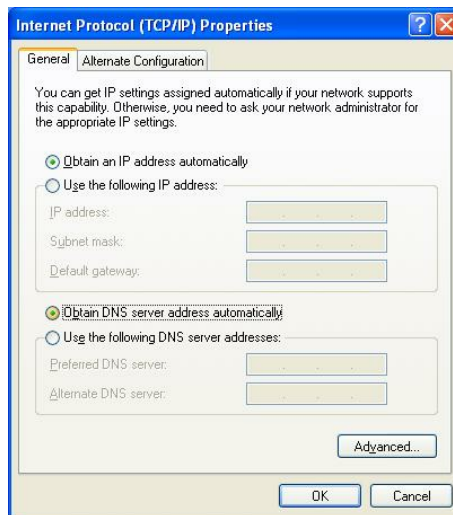 Internet Protocol (TCP/IP) Properties
?
X
General
Alternate Configuration
You can get IP settings assigned automatically if your network supports
this capability. Otherwise, you need to ask your network administrator for
the appropriate IP settings.
Obtain an IP address automatically
Use the following IP address:
IP address:
Subnet mask:
Default gateway:
Obtain DNS server address automatically
Use the following DNS server addresses:
Preferred DNS server:
Alternate DNS server:
Advanced...
OK
Cancel